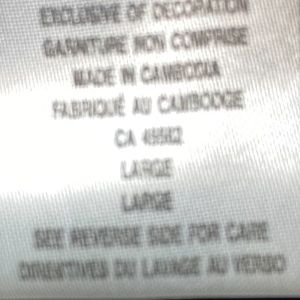 EXCLUSIVE OF DECORATION
GARNITURE NON COMPRISE
MADE IN CAMBODIA
FABRIQUÉ AU CAMBODGE
CA
LARGE
LARGE
SEE REVERSE SIDE FOR CARE
DIRECTIVES DU LAVAGE AU VERSO